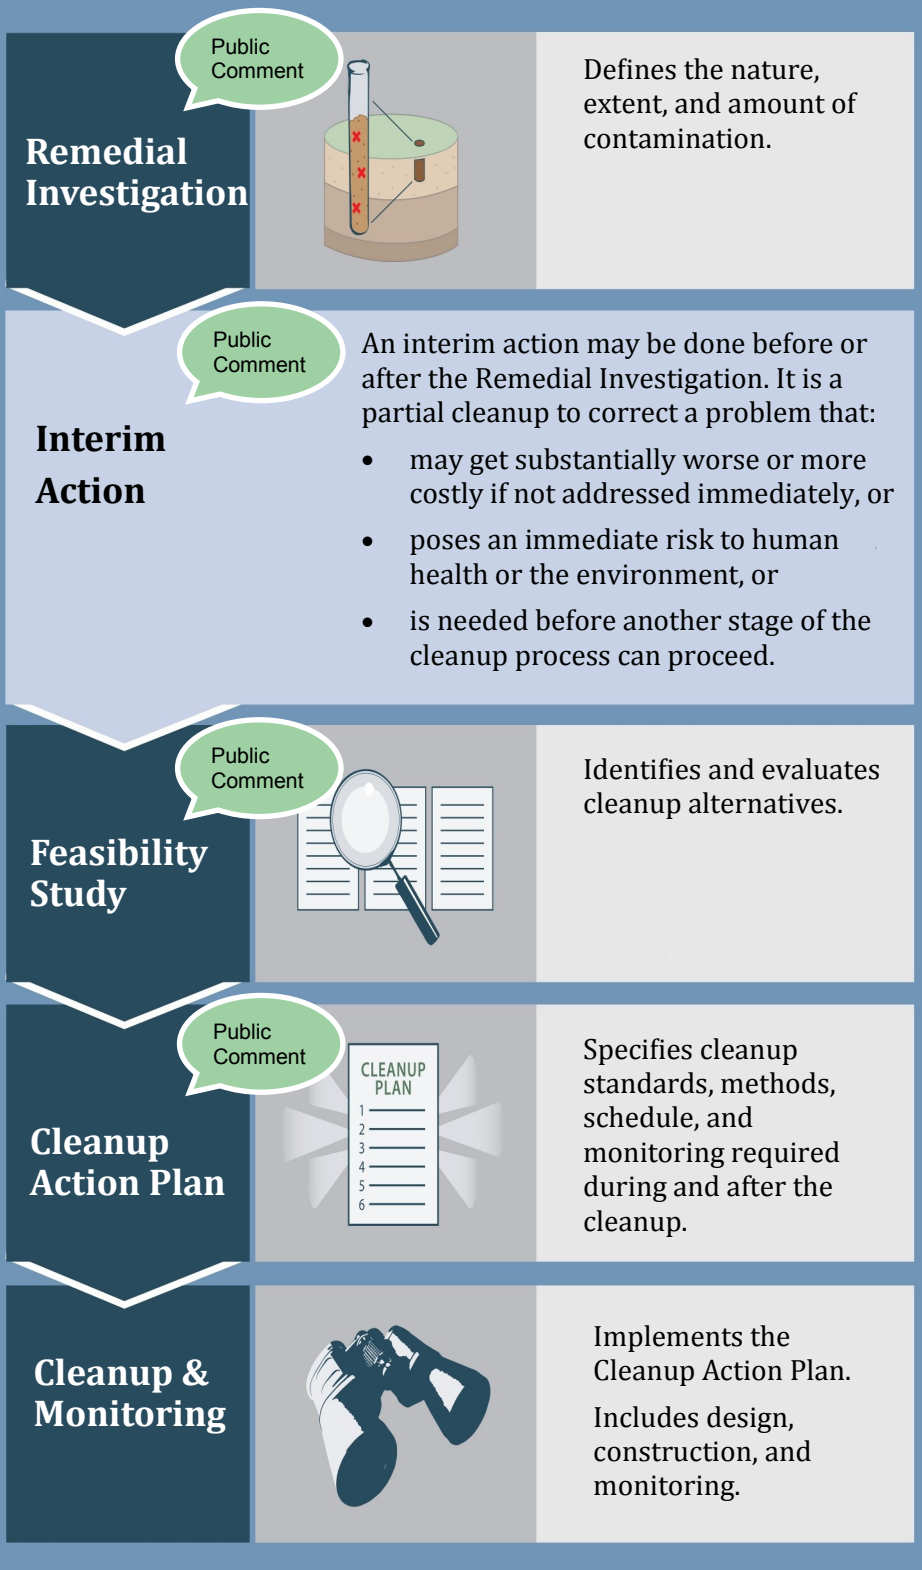 Public
Comment
Remedial
Investigation
Defines the nature,
extent, and amount of
contamination.
Public
Comment
Interim
Action
An interim action may be done before or
after the Remedial Investigation. It is a
partial cleanup to correct a problem that:
• may get substantially worse or more
costly if not addressed immediately, or
• poses an immediate risk to human
health or the environment, or
• is needed before another stage of the
cleanup process can proceed.
Public
Comment
Feasibility
Study
Identifies and evaluates
cleanup alternatives.
Public
Comment
Cleanup
Action Plan
CLEANUP
PLAN
1
2
3
4
5
6
Specifies cleanup
standards, methods,
schedule, and
monitoring required
during and after the
cleanup.
Cleanup &
Monitoring
Implements the
Cleanup Action Plan.
Includes design,
construction, and
monitoring.